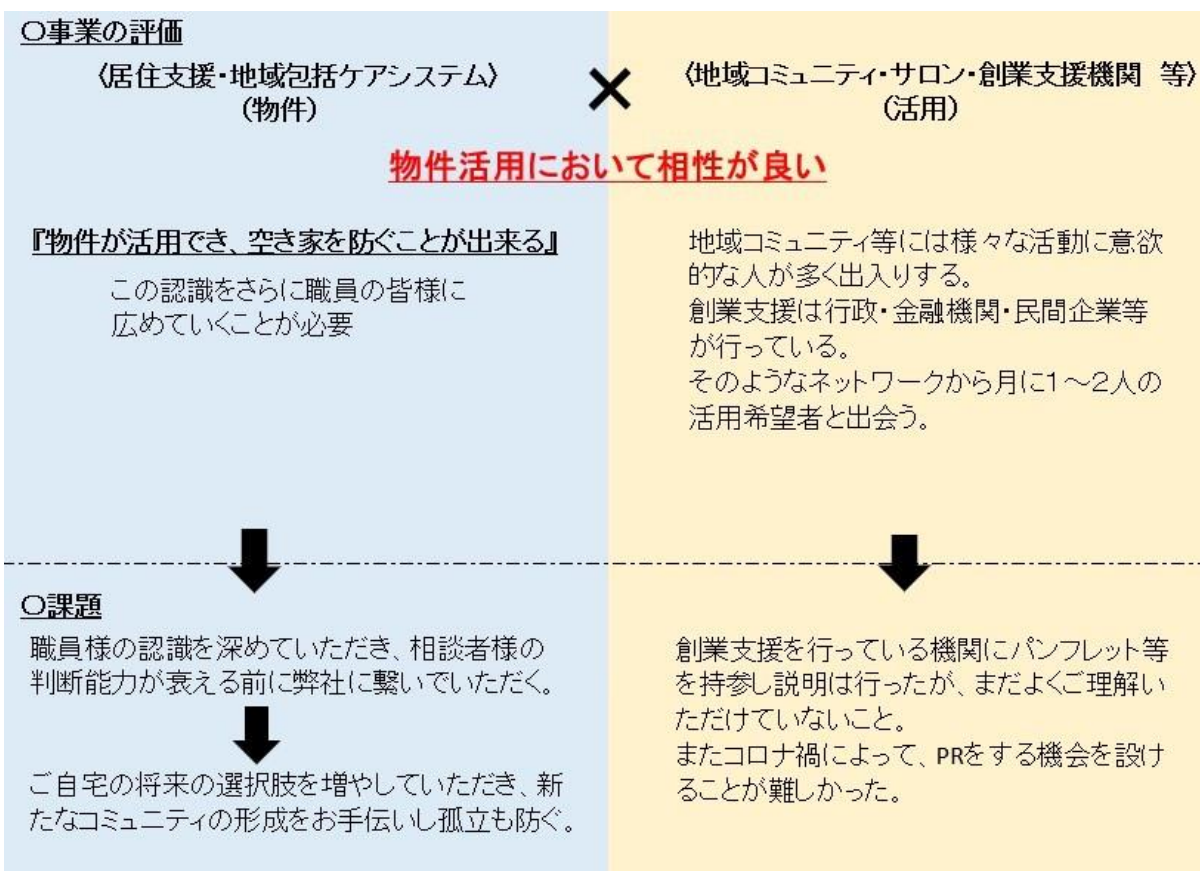 〇事業の評価
〈居住支援・地域包括ケアシステム〉
(物件)
×
〈地域コミュニティ・サロン・創業支援機関 等〉
(活用)
物件活用において相性が良い
『物件が活用でき、空き家を防ぐことが出来る』
この認識をさらに職員の皆様に
広めていくことが必要
地域コミュニティ等には様々な活動に意欲
的な人が多く出入りする。
創業支援は行政・金融機関・民間企業等
が行っている。
そのようなネットワークから月に1～2人の
活用希望者と出会う。
〇課題
職員様の認識を深めていただき、相談者様の
判断能力が衰える前に弊社に繋いでいただく。
ご自宅の将来の選択肢を増やしていただき、新
たなコミュニティの形成をお手伝いし孤立も防ぐ。
創業支援を行っている機関にパンフレット等
を持参し説明は行ったが、まだよくご理解い
ただけていないこと。
またコロナ禍によって、PRをする機会を設け
ることが難しかった。